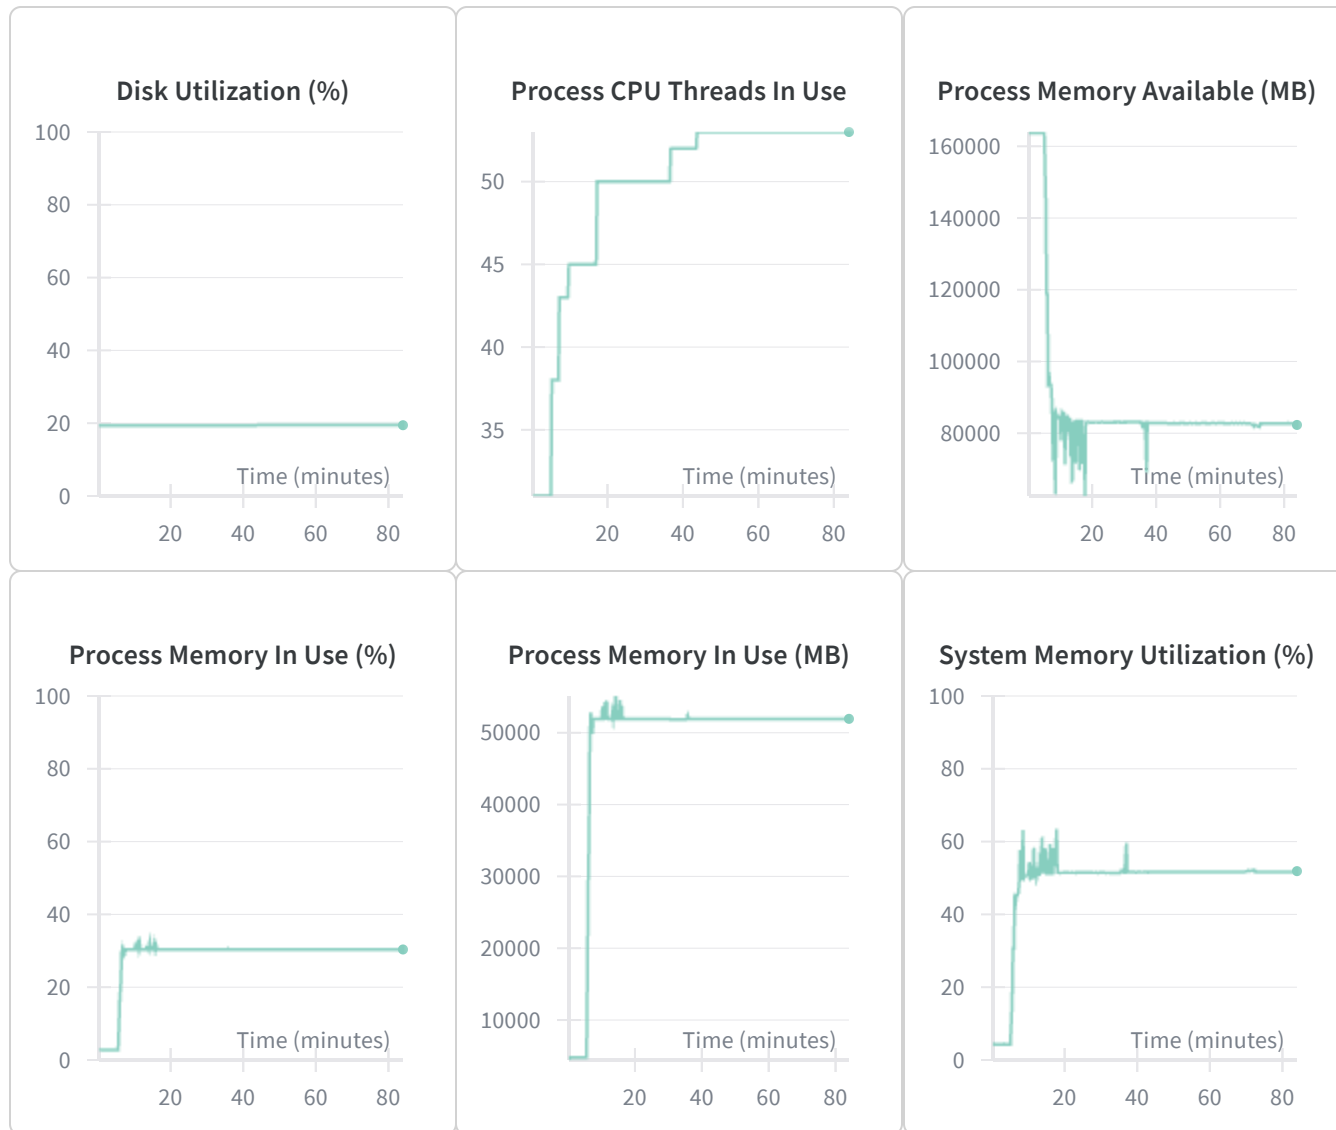 Disk Utilization (%)
100
80
60
40
20
0
Time (minutes)
20 40 60 80
Process CPU Threads In Use
50
45
40
35
Time (minutes)
20 40 60 80
Process Memory Available (MB)
160000
140000
120000
100000
80000
Time (minutes)
20 40 60 80
Process Memory In Use (%)
100
80
60
40
20
0
Time (minutes)
20 40 60 80
Process Memory In Use (MB)
50000
40000
30000
20000
10000
Time (minutes)
20 40 60 80
System Memory Utilization (%)
100
80
60
40
20
0
Time (minutes)
20 40 60 80